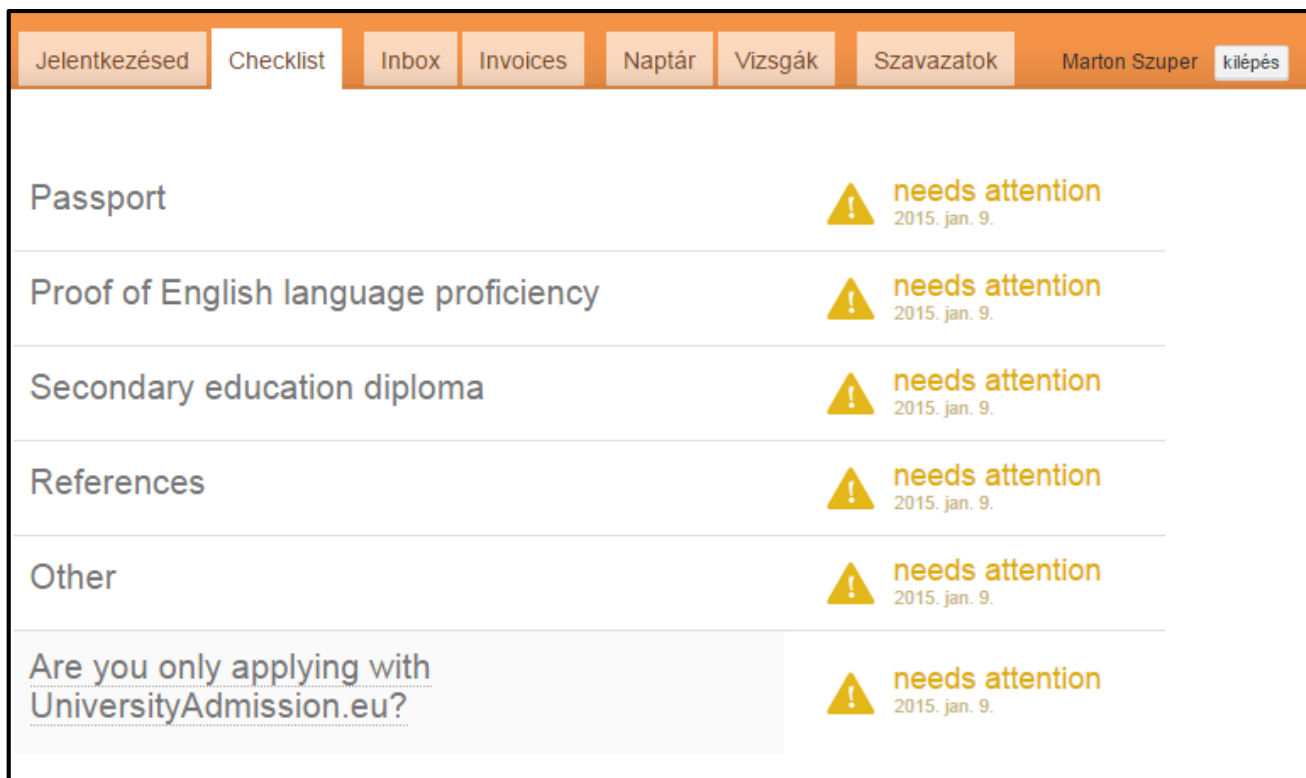 Jelentkezésed Checklist Inbox Invoices Naptár Vizsgák Szavazatok Marton Szuper kilépés
Passport
needs attention
2015. jan. 9.
Proof of English language proficiency
needs attention
2015. jan. 9.
Secondary education diploma
needs attention
2015. jan. 9.
References
needs attention
2015. jan. 9.
Other
needs attention
2015. jan. 9.
Are you only applying with
UniversityAdmission.eu?
needs attention
2015. jan. 9.